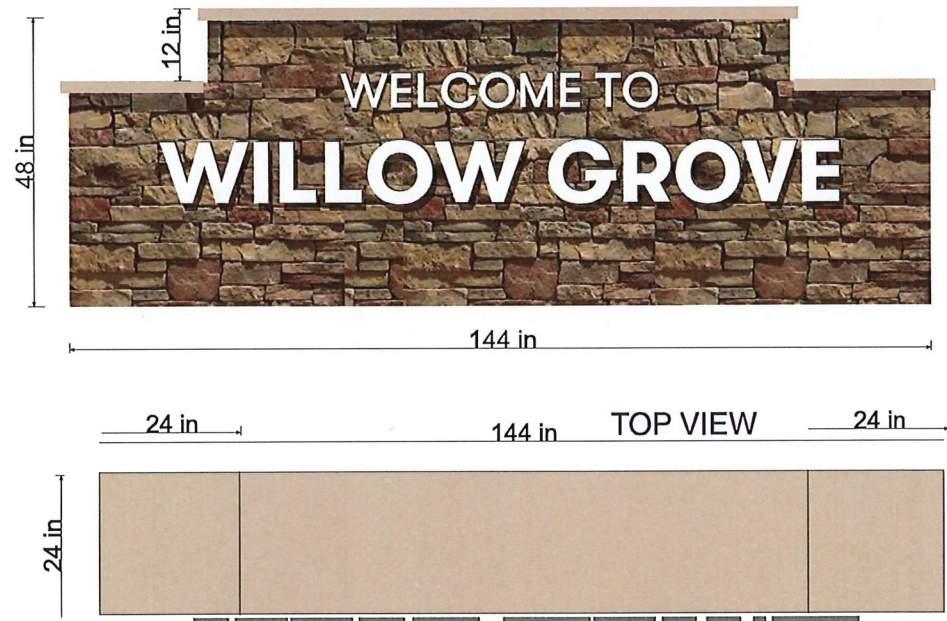 12 in
48 in
WELCOME TO
WILLOW GROVE
144 in
24 in
144 in
TOP VIEW
24 in
24 in